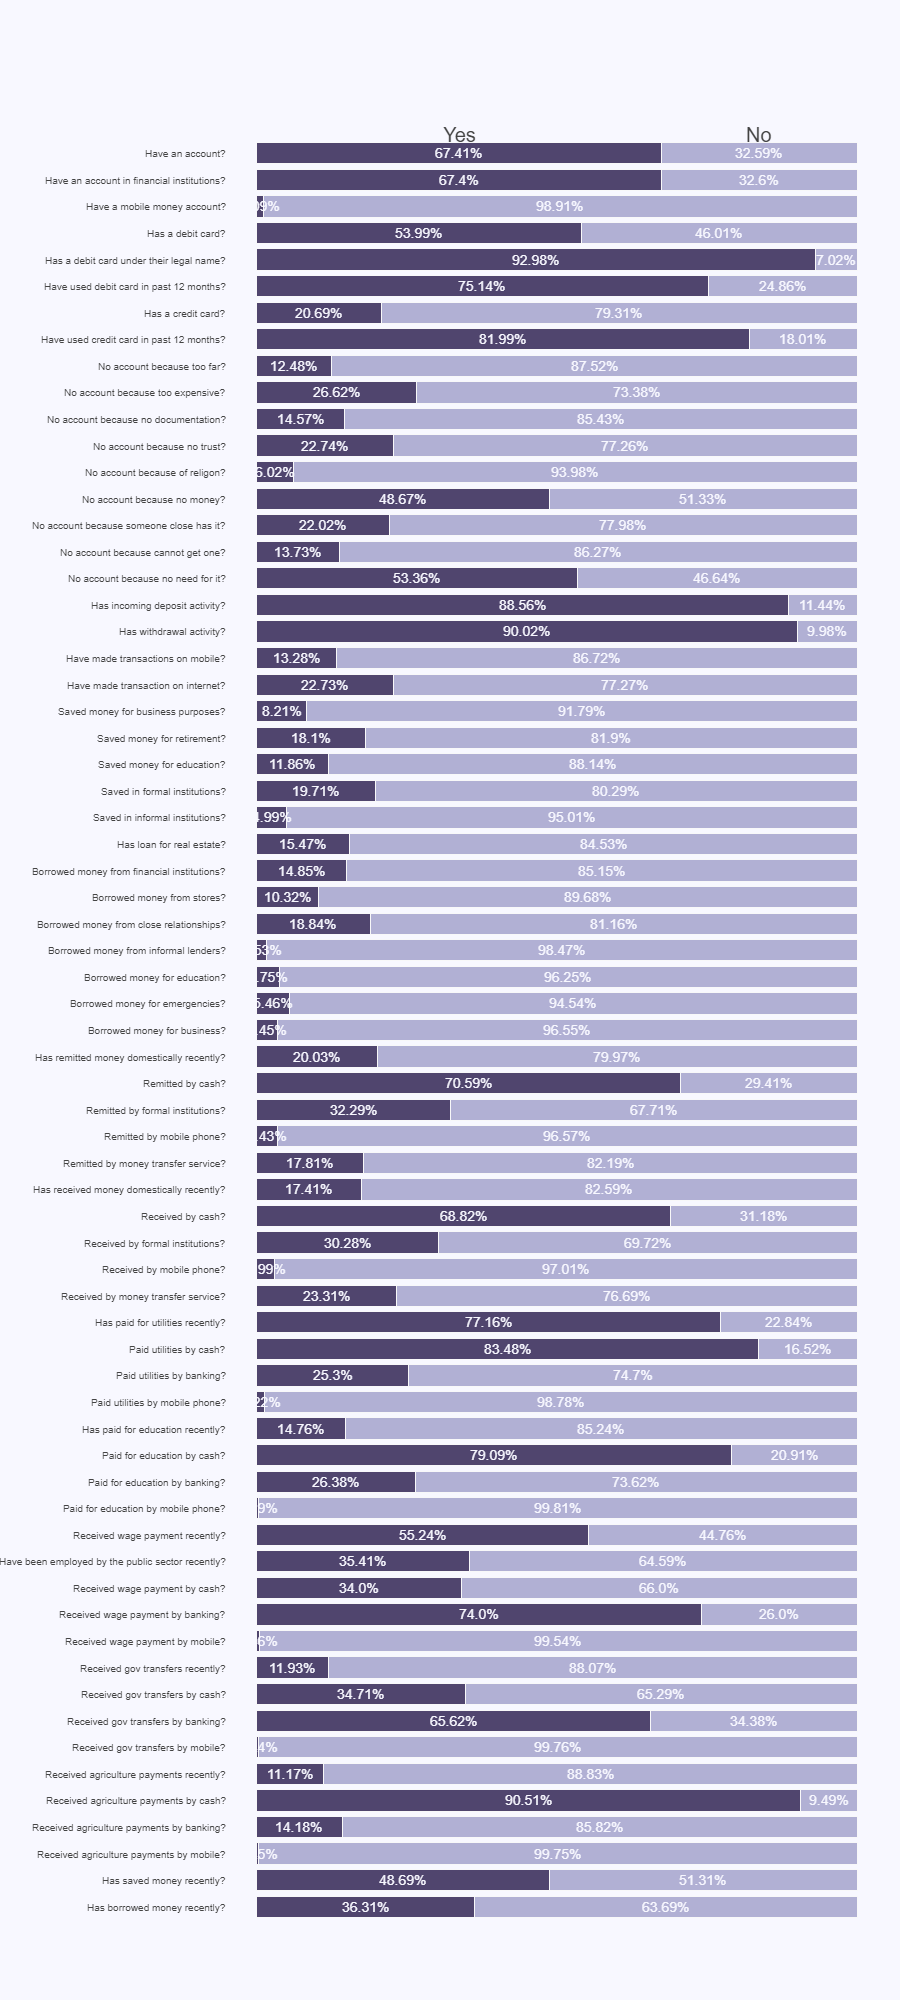 Yes No
Have an account? 67.41% 32.59%
Have an account in financial institutions? 67.4% 32.6%
Have a mobile money account? 98.91%
Has a debit card? 53.99% 46.01%
Has a debit card under their legal name? 92.98% 7.02%
Have used debit card in past 12 months? 75.14% 24.86%
Has a credit card? 20.69% 79.31%
Have used credit card in past 12 months? 81.99% 18.01%
No account because too far? 12.48% 87.52%
No account because too expensive? 26.62% 73.38%
No account because no documentation? 14.57% 85.43%
No account because no trust? 22.74% 77.26%
No account because of religon? 6.02% 93.98%
No account because no money? 48.67% 51.33%
No account because someone close has it? 22.02% 77.98%
No account because cannot get one? 13.73% 86.27%
No account because no need for it? 53.36% 46.64%
Has incoming deposit activity? 88.56% 11.44%
Has withdrawal activity? 90.02% 9.98%
Have made transactions on mobile? 13.28% 86.72%
Have made transaction on internet? 22.73% 77.27%
Saved money for business purposes? 8.21% 91.79%
Saved money for retirement? 18.1% 81.9%
Saved money for education? 11.86% 88.14%
Saved in formal institutions? 19.71% 80.29%
Saved in informal institutions? 4.99% 95.01%
Has loan for real estate? 15.47% 84.53%
Borrowed money from financial institutions? 14.85% 85.15%
Borrowed money from stores? 10.32% 89.68%
Borrowed money from close relationships? 18.84% 81.16%
Borrowed money from informal lenders? 98.47%
Borrowed money for education? .75% 96.25%
Borrowed money for emergencies? 5.46% 94.54%
Borrowed money for business? .45% 96.55%
Has remitted money domestically recently? 20.03% 79.97%
Remitted by cash? 70.59% 29.41%
Remitted by formal institutions? 32.29% 67.71%
Remitted by mobile phone? .43% 96.57%
Remitted by money transfer service? 17.81% 82.19%
Has received money domestically recently? 17.41% 82.59%
Received by cash? 68.82% 31.18%
Received by formal institutions? 30.28% 69.72%
Received by mobile phone? 99% 97.01%
Received by money transfer service? 23.31% 76.69%
Has paid for utilities recently? 77.16% 22.84%
Paid utilities by cash? 83.48% 16.52%
Paid utilities by banking? 25.3% 74.7%
Paid utilities by mobile phone? 98.78%
Has paid for education recently? 14.76% 85.24%
Paid for education by cash? 79.09% 20.91%
Paid for education by banking? 26.38% 73.62%
Paid for education by mobile phone? 9% 99.81%
Received wage payment recently? 55.24% 44.76%
Have been employed by the public sector recently? 35.41% 64.59%
Received wage payment by cash? 34.0% 66.0%
Received wage payment by banking? 74.0% 26.0%
Received wage payment by mobile? 6% 99.54%
Received gov transfers recently? 11.93% 88.07%
Received gov transfers by cash? 34.71% 65.29%
Received gov transfers by banking? 65.62% 34.38%
Received gov transfers by mobile? 4% 99.76%
Received agriculture payments recently? 11.17% 88.83%
Received agriculture payments by cash? 90.51% 9.49%
Received agriculture payments by banking? 14.18% 85.82%
Received agriculture payments by mobile? 5% 99.75%
Has saved money recently? 48.69% 51.31%
Has borrowed money recently? 36.31% 63.69%